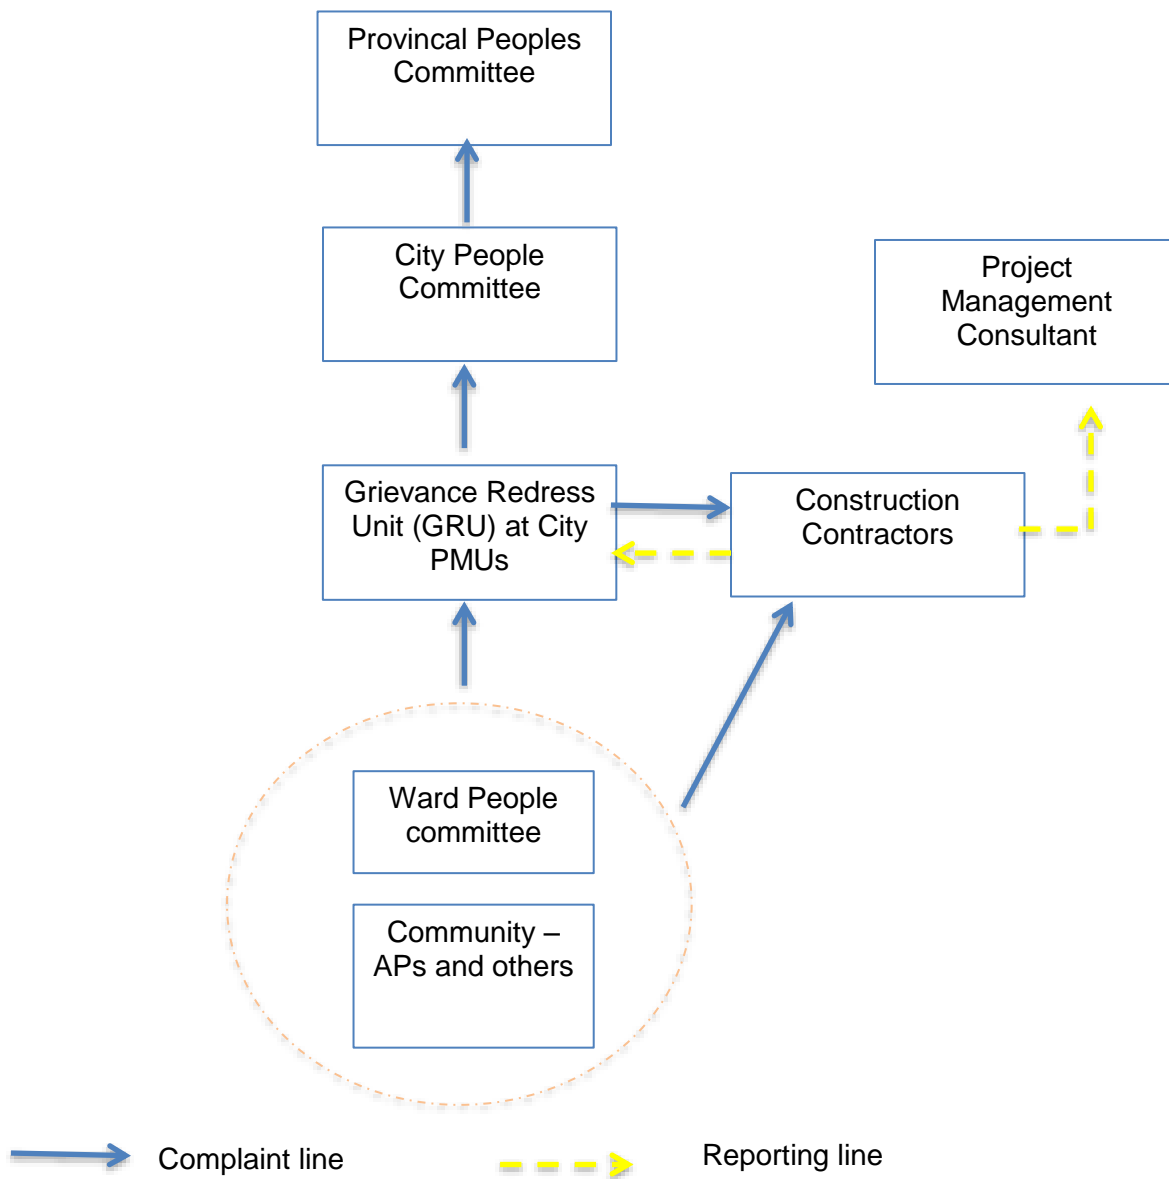 Provincal Peoples
Committee
City People
Committee
Project
Management
Consultant
Grievance Redress
Unit (GRU) at City
PMUs
Construction
Contractors
Ward People
committee
Community –
APs and others
Complaint line
Reporting line